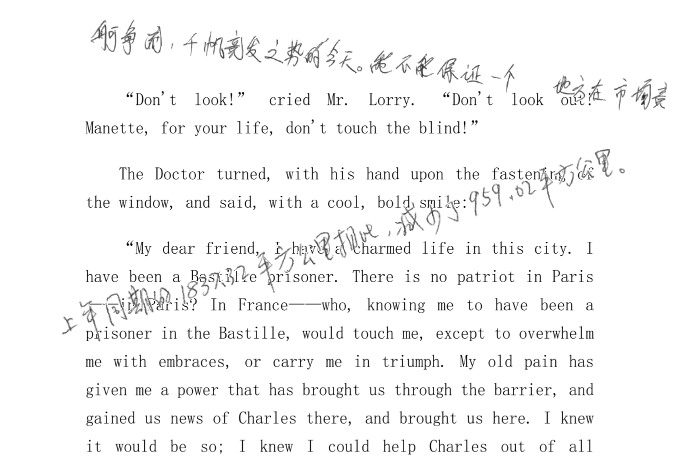 舸争流,千帆竞发之势的今天。能不能保证一个
地方在市场竞
“Don't look!” cried Mr. Lorry. “Don't look out!
Manette, for your life, don't touch the blind!”
The Doctor turned, with his hand upon the fastening of
the window, and said, with a cool, bold smile:
上年同期的1837.32平方公里相比,减少了959.02平方公里。
“My dear friend, I have a charmed life in this city. I
have been a Bastille prisoner. There is no patriot in Paris
——in Paris? In France——who, knowing me to have been a
prisoner in the Bastille, would touch me, except to overwhelm
me with embraces, or carry me in triumph. My old pain has
given me a power that has brought us through the barrier, and
gained us news of Charles there, and brought us here. I knew
it would be so; I knew I could help Charles out of all